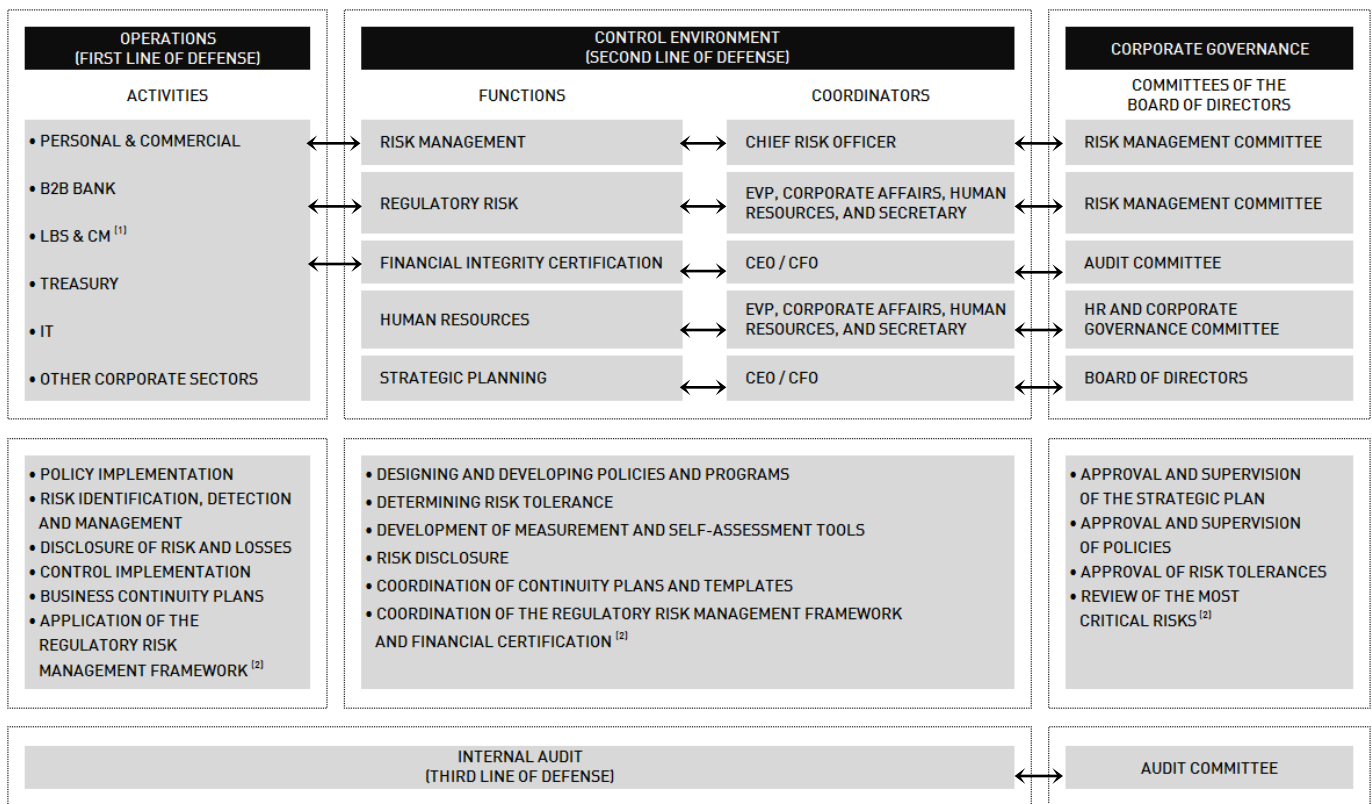 OPERATIONS
(FIRST LINE OF DEFENSE)
ACTIVITIES
• PERSONAL & COMMERCIAL
• B2B BANK
• LBS & CM (1)
• TREASURY
• IT
• OTHER CORPORATE SECTORS
CONTROL ENVIRONMENT
(SECOND LINE OF DEFENSE)
FUNCTIONS
COORDINATORS
RISK MANAGEMENT
CHIEF RISK OFFICER
REGULATORY RISK
EVP, CORPORATE AFFAIRS, HUMAN
RESOURCES, AND SECRETARY
FINANCIAL INTEGRITY CERTIFICATION
CEO / CFO
HUMAN RESOURCES
EVP, CORPORATE AFFAIRS, HUMAN
RESOURCES, AND SECRETARY
STRATEGIC PLANNING
CEO / CFO
CORPORATE GOVERNANCE
COMMITTEES OF THE
BOARD OF DIRECTORS
RISK MANAGEMENT COMMITTEE
RISK MANAGEMENT COMMITTEE
AUDIT COMMITTEE
HR AND CORPORATE
GOVERNANCE COMMITTEE
BOARD OF DIRECTORS
• POLICY IMPLEMENTATION
• RISK IDENTIFICATION, DETECTION
AND MANAGEMENT
• DISCLOSURE OF RISK AND LOSSES
• CONTROL IMPLEMENTATION
• BUSINESS CONTINUITY PLANS
• APPLICATION OF THE
REGULATORY RISK
MANAGEMENT FRAMEWORK (2)
• DESIGNING AND DEVELOPING POLICIES AND PROGRAMS
• DETERMINING RISK TOLERANCE
• DEVELOPMENT OF MEASUREMENT AND SELF-ASSESSMENT TOOLS
• RISK DISCLOSURE
• COORDINATION OF CONTINUITY PLANS AND TEMPLATES
• COORDINATION OF THE REGULATORY RISK MANAGEMENT FRAMEWORK
AND FINANCIAL CERTIFICATION (2)
• APPROVAL AND SUPERVISION
OF THE STRATEGIC PLAN
• APPROVAL AND SUPERVISION
OF POLICIES
• APPROVAL OF RISK TOLERANCES
• REVIEW OF THE MOST
CRITICAL RISKS (2)
INTERNAL AUDIT
(THIRD LINE OF DEFENSE)
AUDIT COMMITTEE